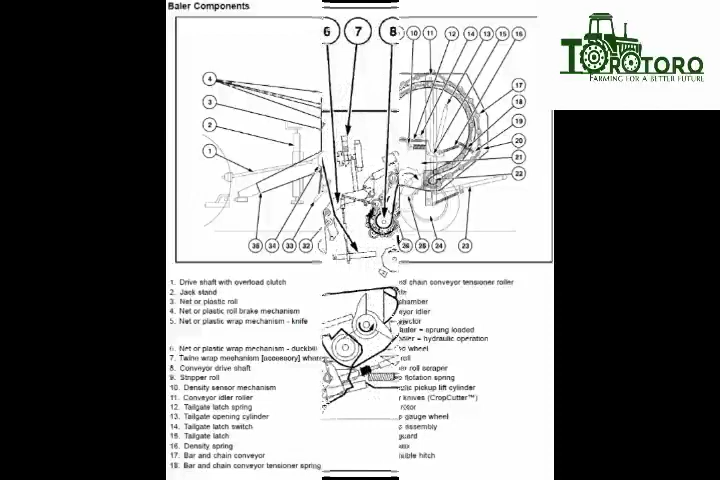 Baler Components
TOROTORO
FARMING FOR A BETTER FUTURE
6 7 8
10 11 12 14 13 15 16
4
3
2
1
17
18
19
20
21
22
36 34 33 32
25 24 23
1. Drive shaft with overload clutch
2. Jack stand
3. Net or plastic roll
4. Net or plastic roll brake mechanism
5. Net or plastic wrap mechanism - knife
6. Net or plastic wrap mechanism - duckbill
7. Twine wrap mechanism [accessory]
8. Conveyor drive shaft
9. Stripper roll
10. Density sensor mechanism
11. Conveyor idler roller
12. Tailgate latch spring
13. Tailgate opening cylinder
14. Tailgate latch switch
15. Tailgate latch
16. Density spring
17. Bar and chain conveyor
18. Bar and chain conveyor tensioner spring
chain conveyor tensioner roller
idler
= sprung loaded
= hydraulic operation
wheel
roll
roll scraper
flotation spring
pickup lift cylinder
knives (CropCutter™)
rotor
gauge wheel
assembly
hitch